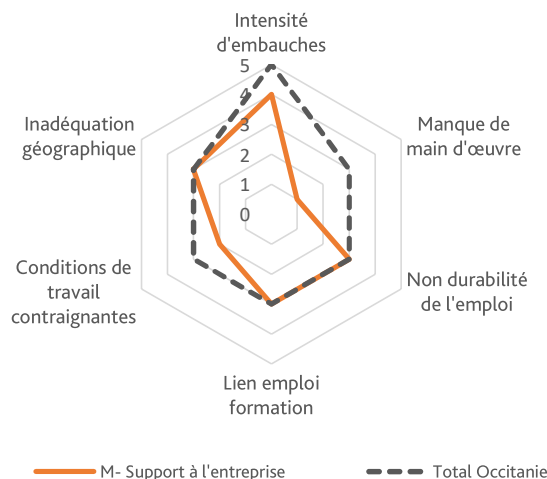 Intensité
d'embauches
5
4
3
2
1
0
Inadéquation
géographique
Manque de
main d'œuvre
Conditions de
travail
contraignantes
Non durabilité
de l'emploi
Lien emploi
formation
M- Support à l'entreprise
Total Occitanie